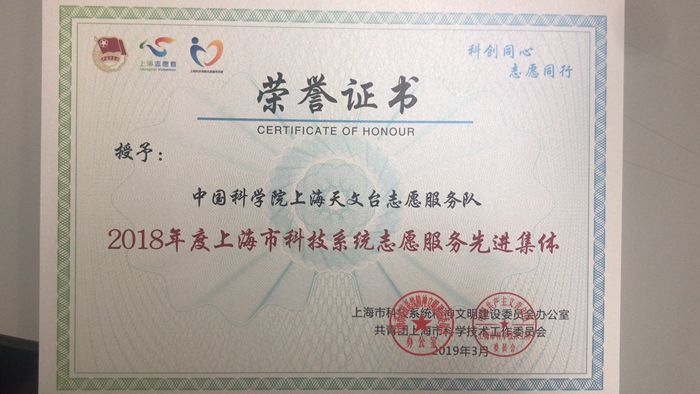 上海志愿者
科创同心
志愿同行
荣誉证书
CERTIFICATE OF HONOUR
授予：
中国科学院上海天文台志愿服务队
2018年度上海市科技系统志愿服务先进集体
上海市科技系统精神文明建设委员会办公室
共青团上海市科学技术工作委员会
2019年3月